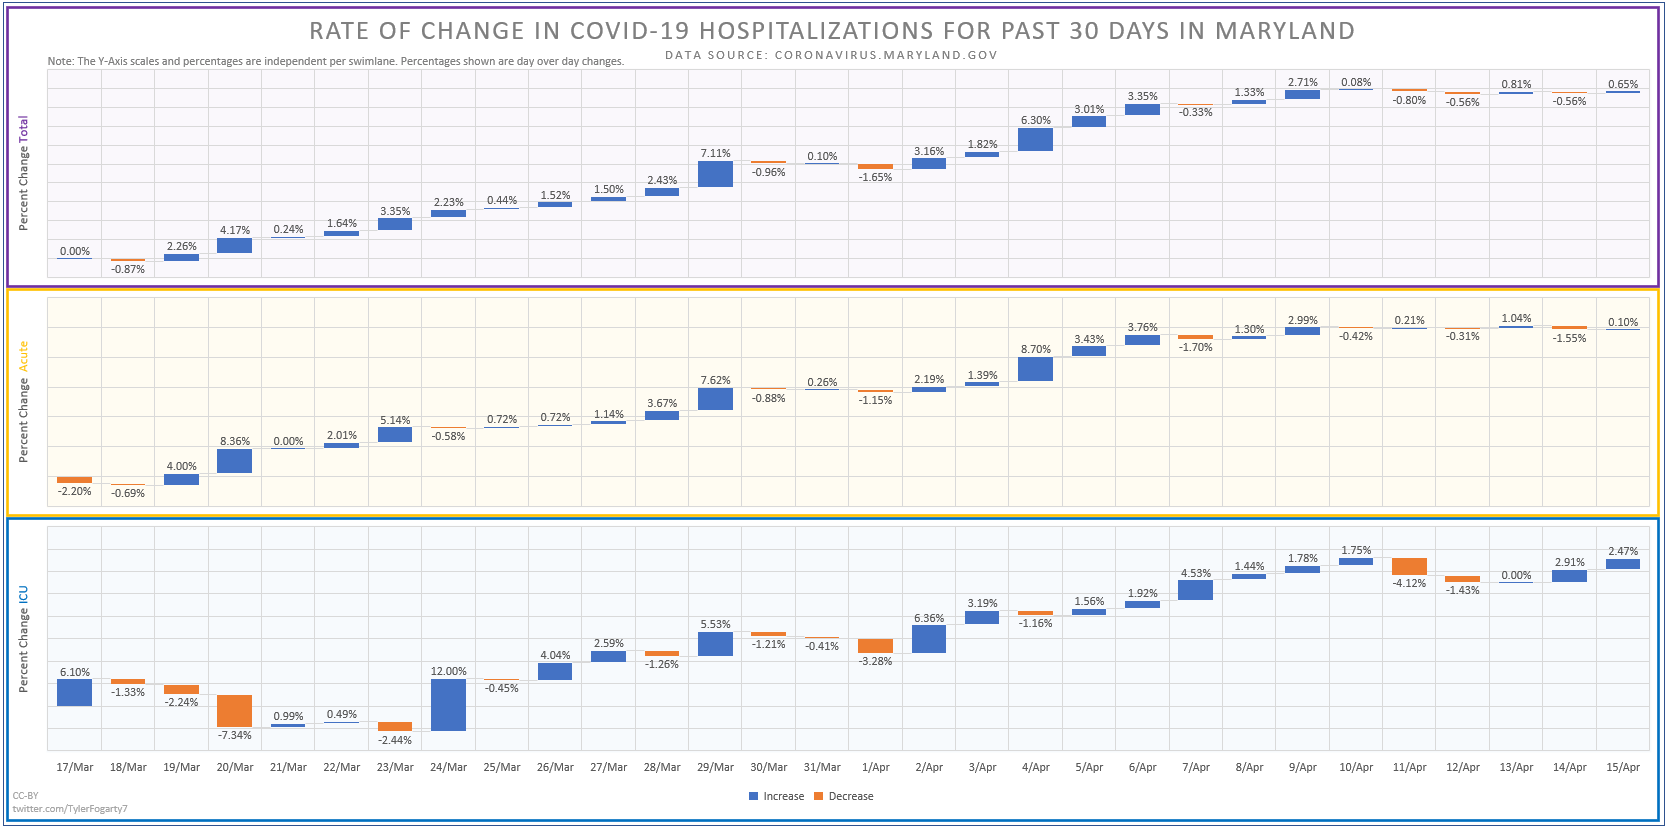 RATE OF CHANGE IN COVID-19 HOSPITALIZATIONS FOR PAST 30 DAYS IN MARYLAND
DATA SOURCE: CORONAVIRUS.MARYLAND.GOV
Note: The Y-Axis scales and percentages are independent per swimlane. Percentages shown are day over day changes.
Percent Change Total
0.00% -0.87% 2.26% 4.17% 0.24% 1.64% 3.35% 2.23% 0.44% 1.52% 1.50% 2.43% 7.11% -0.96% 0.10% -1.65% 3.16% 1.82% 6.30% 3.01% 3.35% -0.33% 1.33% 2.71% 0.08% -0.80% -0.56% 0.81% -0.56% 0.65%
Percent Change Acute
-2.20% -0.69% 4.00% 8.36% 0.00% 2.01% 5.14% -0.58% 0.72% 0.72% 1.14% 3.67% 7.62% -0.88% 0.26% -1.15% 2.19% 1.39% 8.70% 3.43% 3.76% -1.70% 1.30% 2.99% -0.42% 0.21% -0.31% 1.04% -1.55% 0.10%
Percent Change ICU
6.10% -1.33% -2.24% -7.34% 0.99% 0.49% -2.44% 12.00% -0.45% 4.04% 2.59% -1.26% 5.53% -1.21% -0.41% -3.28% 6.36% 3.19% -1.16% 1.56% 1.92% 4.53% 1.44% 1.78% 1.75% -4.12% -1.43% 0.00% 2.91% 2.47%
17/Mar 18/Mar 19/Mar 20/Mar 21/Mar 22/Mar 23/Mar 24/Mar 25/Mar 26/Mar 27/Mar 28/Mar 29/Mar 30/Mar 31/Mar 1/Apr 2/Apr 3/Apr 4/Apr 5/Apr 6/Apr 7/Apr 8/Apr 9/Apr 10/Apr 11/Apr 12/Apr 13/Apr 14/Apr 15/Apr
Increase Decrease
CC-BY
twitter.com/TylerFogarty7